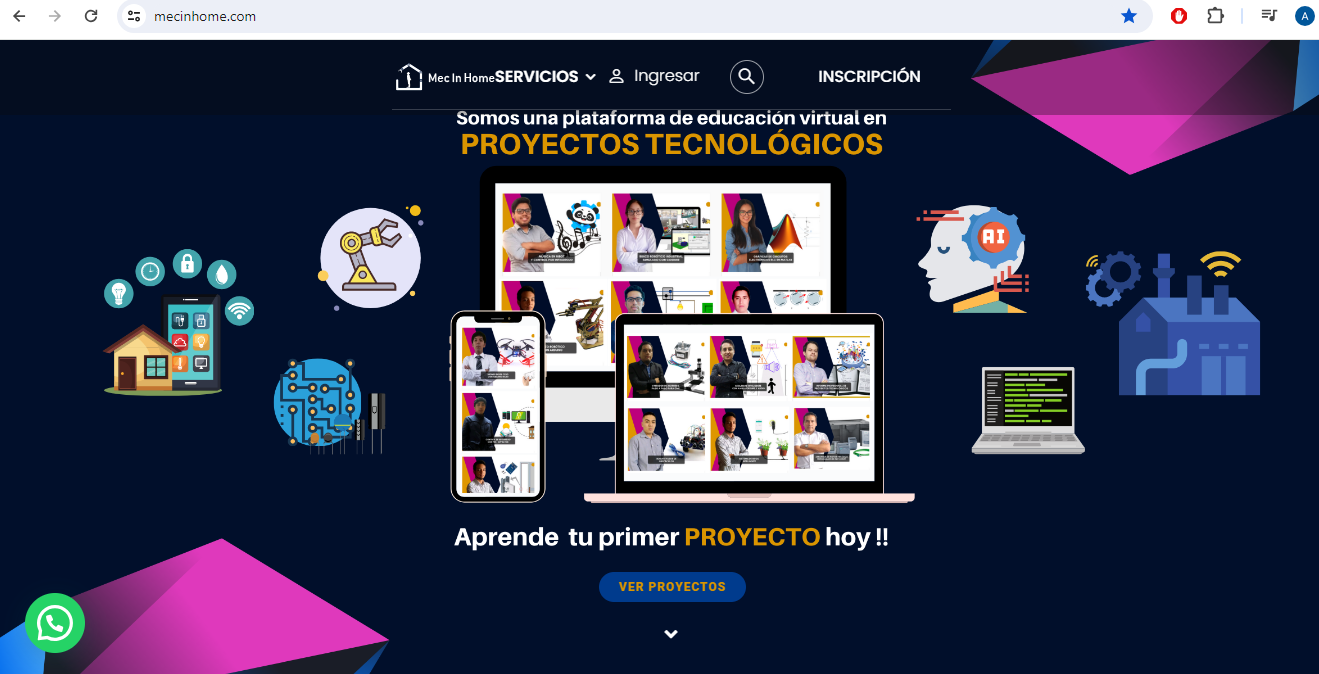 mecinhome.com
A
Mec In Home SERVICIOS Ingresar INSCRIPCIÓN
Somos una plataforma de educación virtual en
PROYECTOS TECNOLÓGICOS
AI
Aprende tu primer PROYECTO hoy !!
VER PROYECTOS